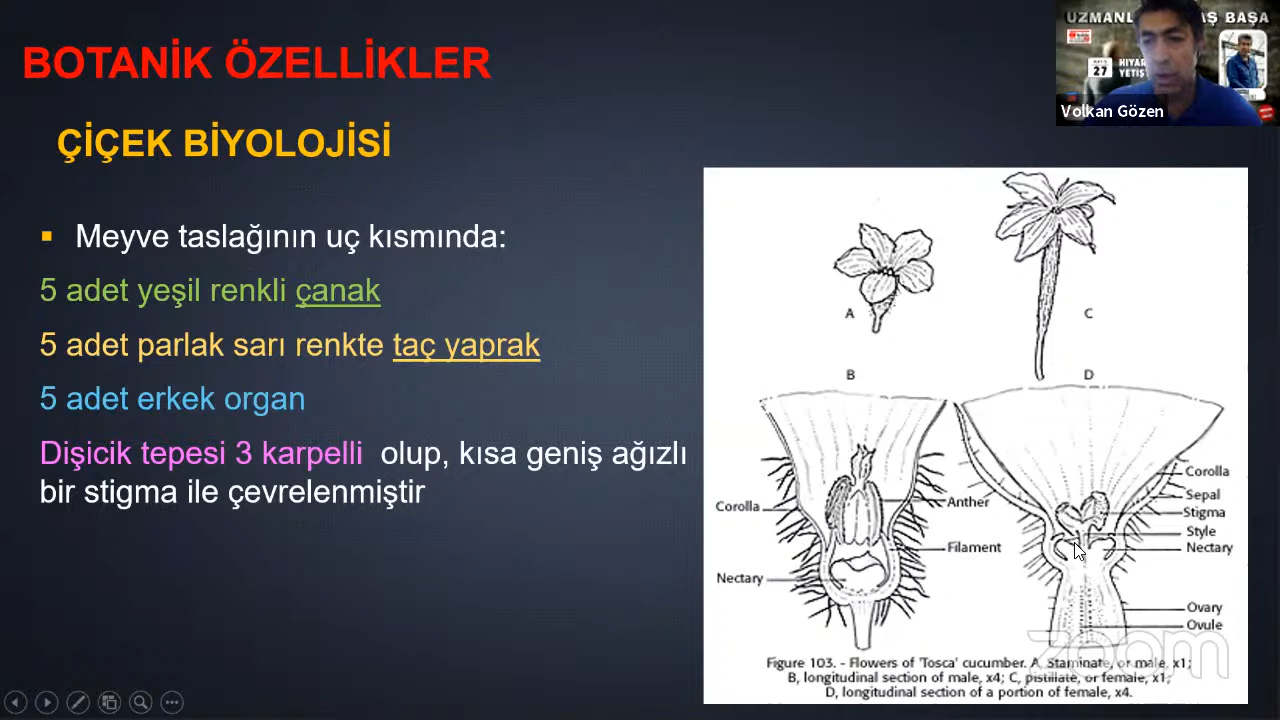 BOTANİK ÖZELLİKLER
ÇİÇEK BİYOLOJİSİ
▪ Meyve taslağının uç kısmında:
5 adet yeşil renkli çanak
5 adet parlak sarı renkte taç yaprak
5 adet erkek organ
Dişicik tepesi 3 karpelli olup, kısa geniş ağızlı
bir stigma ile çevrelenmiştir
UZMANL AŞ BAŞA
27
HIYAR
YETİŞ
Volkan Gözen
A
C
B
D
Corolla
Nectary
Anther
Filament
Corolla
Sepal
Stigma
Style
Nectary
Ovary
Ovule
zoom
Figure 103. - Flowers of 'Tosca' cucumber. A, Staminate, or male, x1;
B, longitudinal section of male, x4; C, pistillate, or female, x1;
D, longitudinal section of a portion of female, x4.